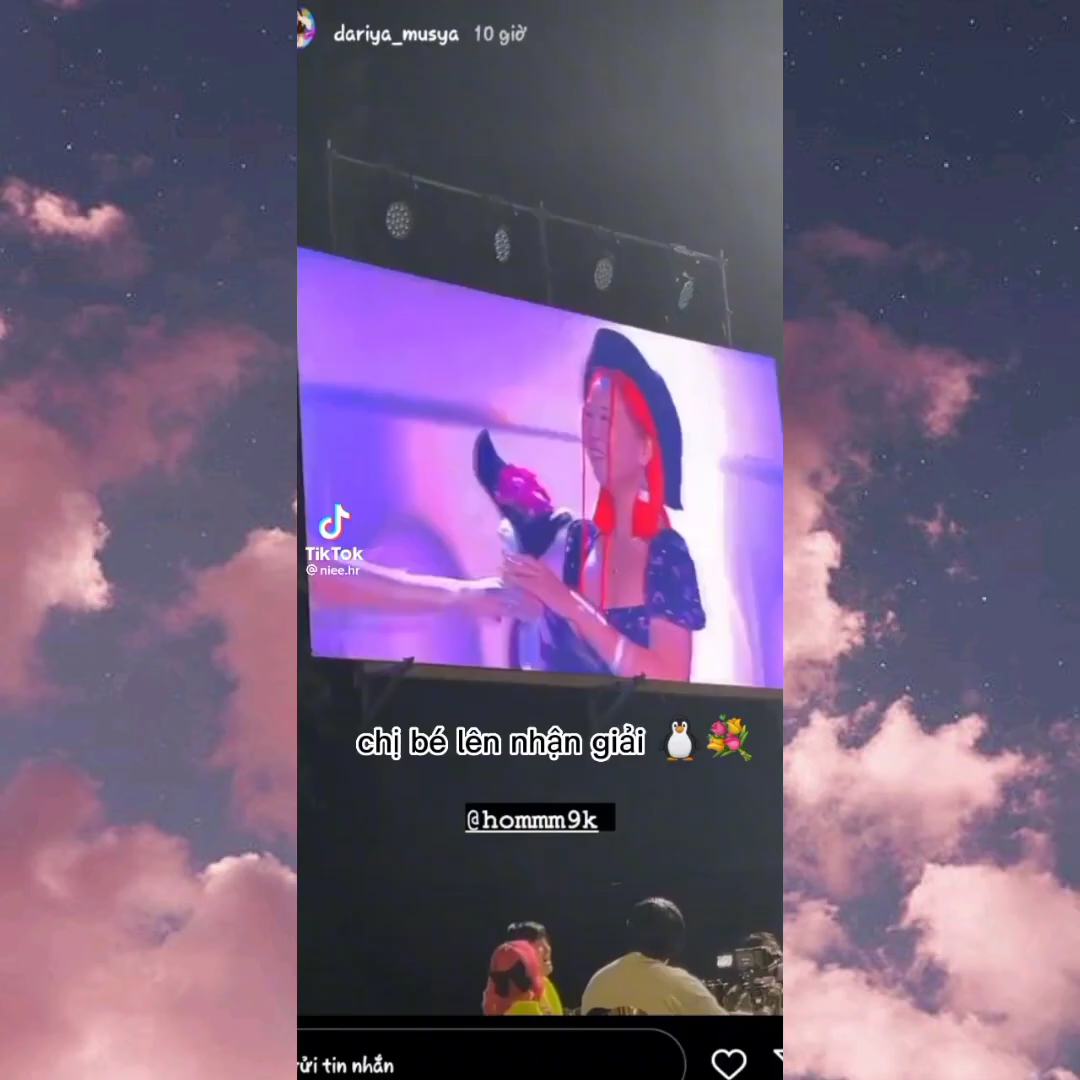 dariya_musya 10 giờ
TikTok
@niee.hr
chị bé lên nhận giải 🐧💐
@hommm9k
ửi tin nhắn